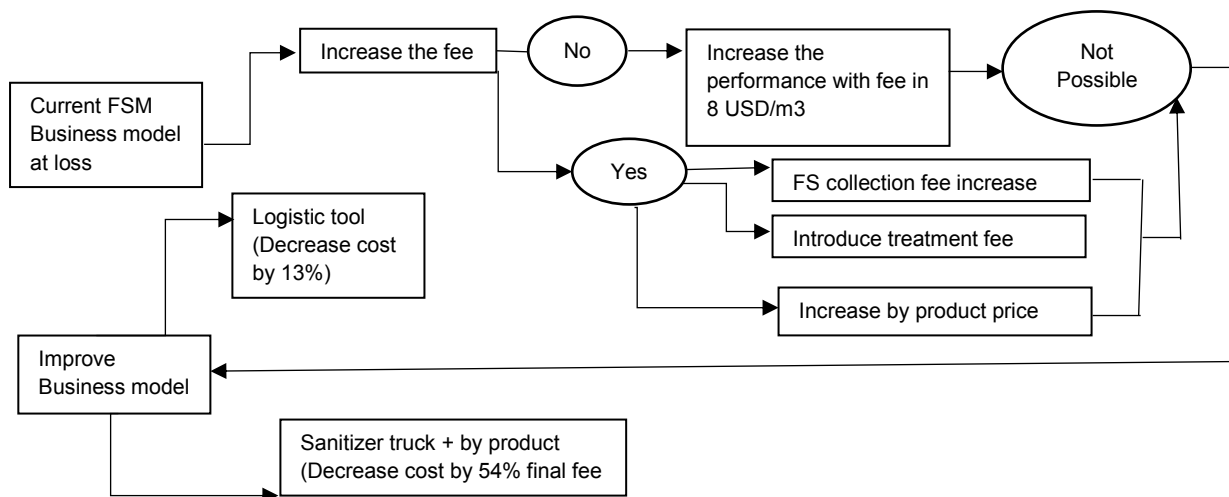 Increase the fee
No
Increase the
performance with fee in
8 USD/m3
Not
Possible
Current FSM
Business model
at loss
Yes
FS collection fee increase
Introduce treatment fee
Increase by product price
Logistic tool
(Decrease cost
by 13%)
Improve
Business model
Sanitizer truck + by product
(Decrease cost by 54% final fee